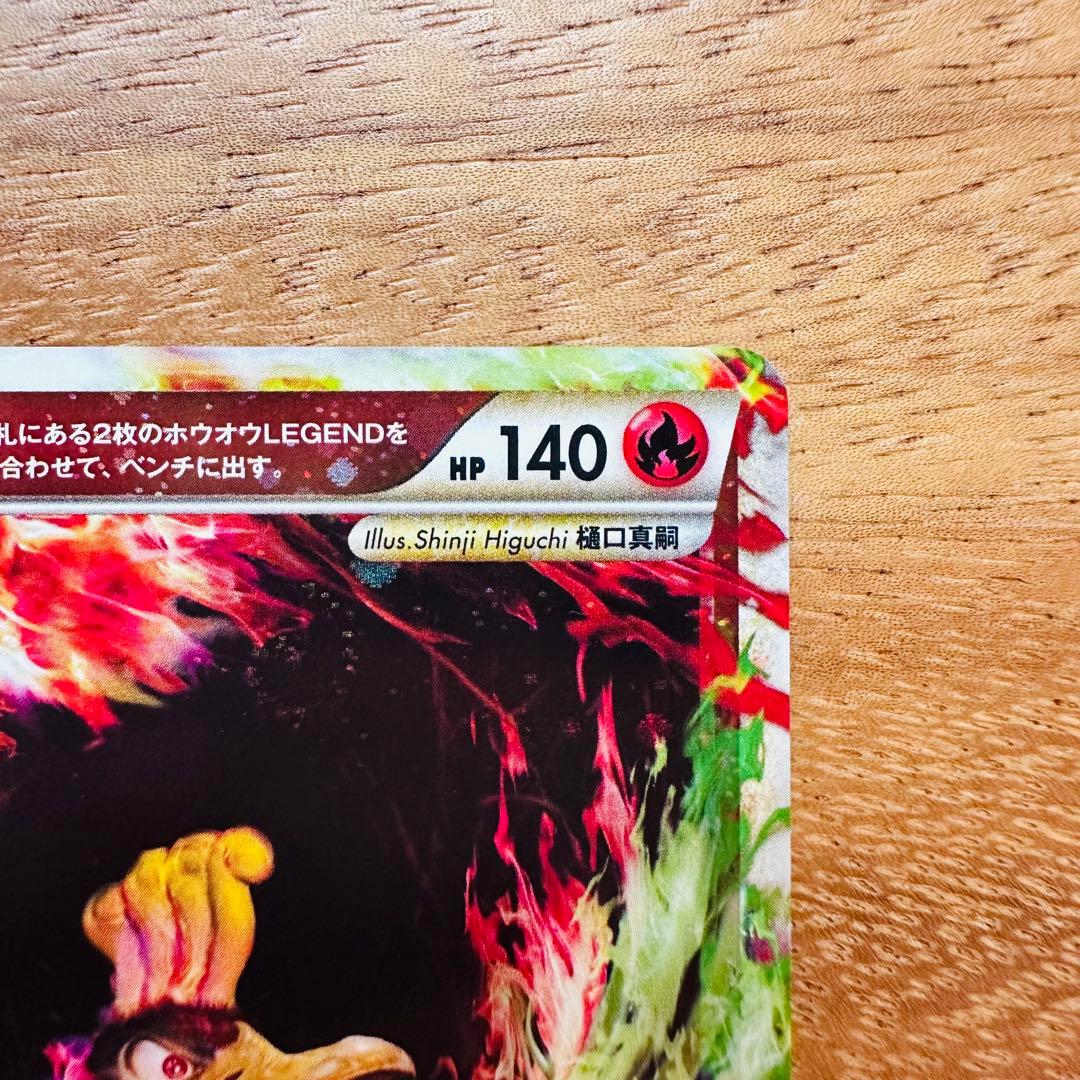 札にある2枚のホウオウLEGENDを
合わせて、ベンチに出す。
HP 140
Illus. Shinji Higuchi 樋口真嗣